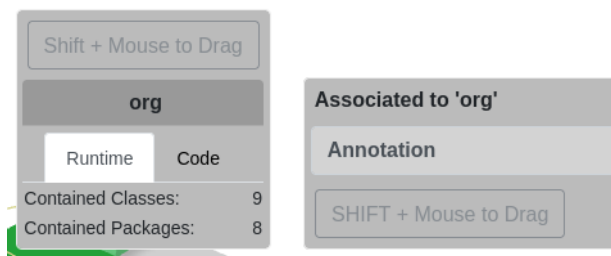 Shift + Mouse to Drag
org
Runtime Code
Contained Classes: 9
Contained Packages: 8
Associated to 'org'
Annotation
SHIFT + Mouse to Drag